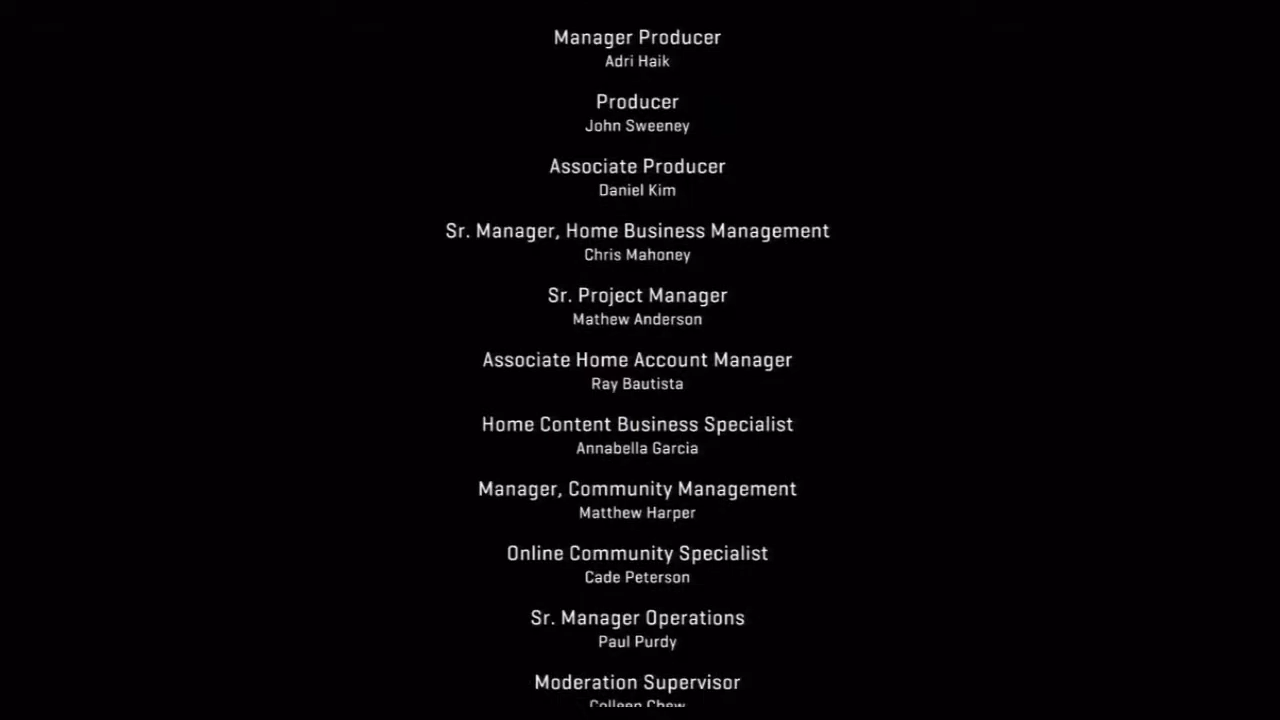 Manager Producer
Adri Haik
Producer
John Sweeney
Associate Producer
Daniel Kim
Sr. Manager, Home Business Management
Chris Mahoney
Sr. Project Manager
Mathew Anderson
Associate Home Account Manager
Ray Bautista
Home Content Business Specialist
Annabella Garcia
Manager, Community Management
Matthew Harper
Online Community Specialist
Cade Peterson
Sr. Manager Operations
Paul Purdy
Moderation Supervisor
Colleen